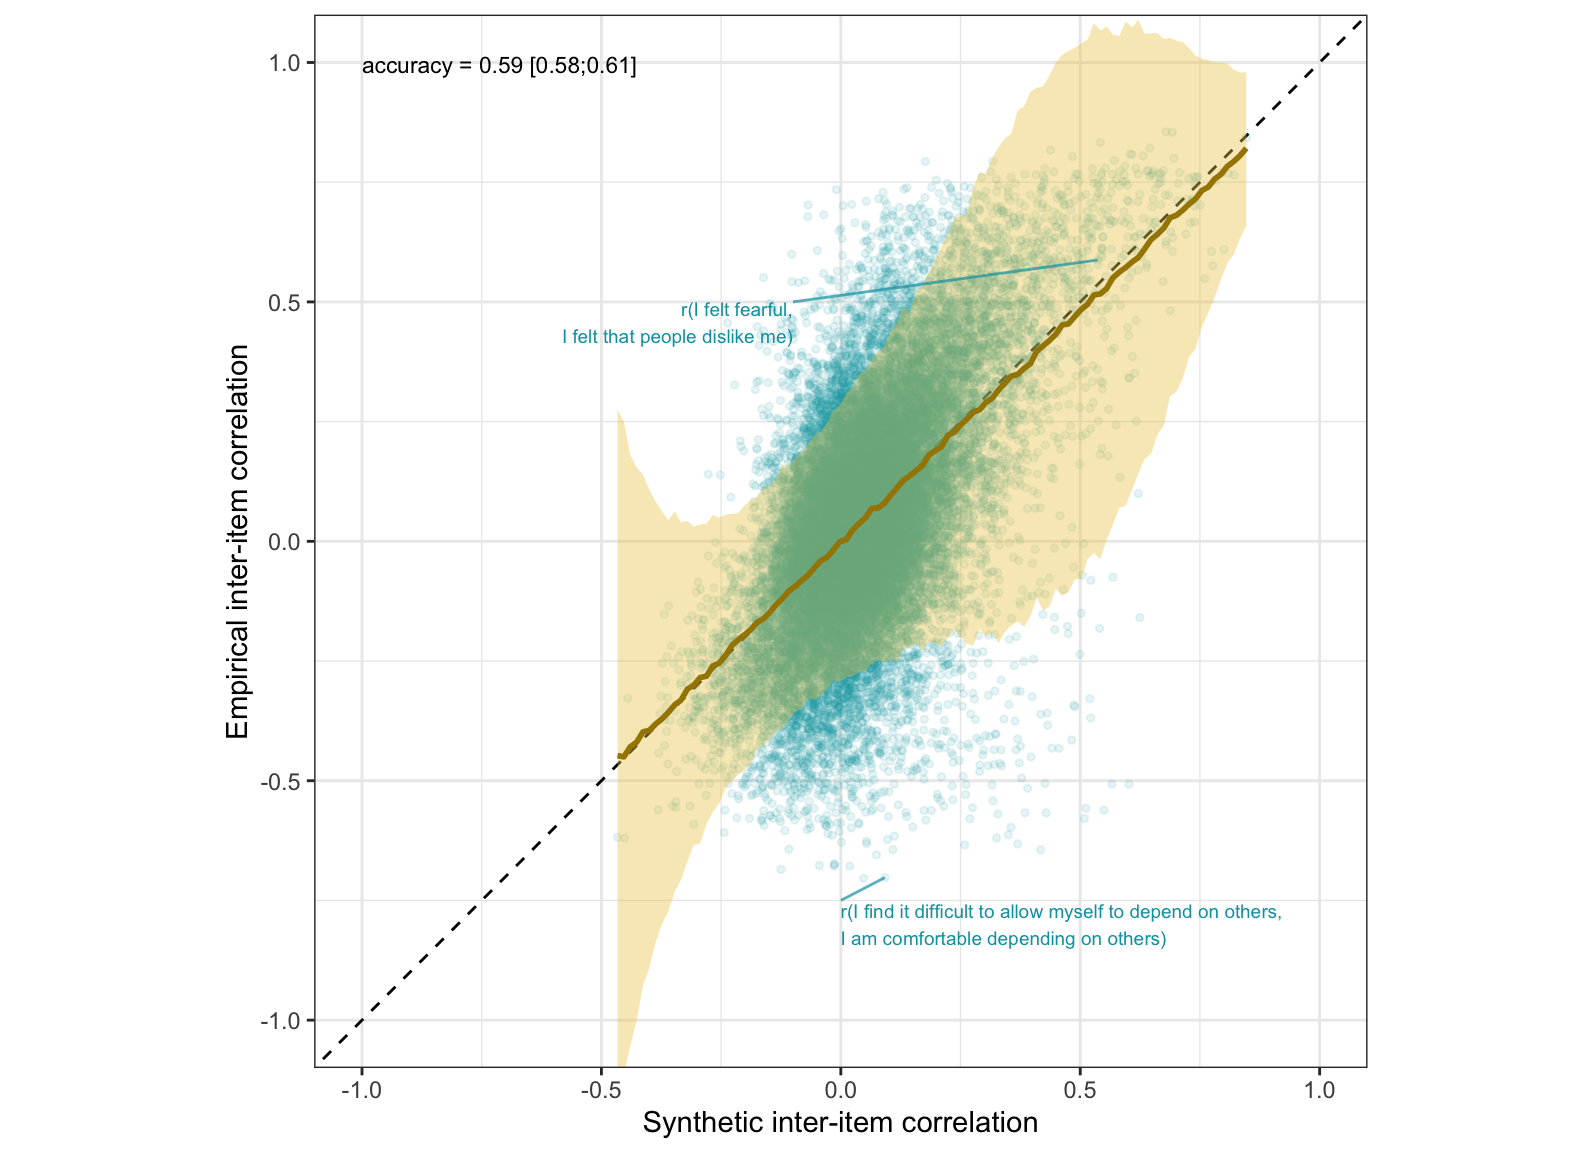 accuracy = 0.59 [0.58;0.61]
r(I felt fearful,
I felt that people dislike me)
r(I find it difficult to allow myself to depend on others,
I am comfortable depending on others)
Empirical inter-item correlation
1.0
0.5
0.0
-0.5
-1.0
-1.0 -0.5 0.0 0.5 1.0
Synthetic inter-item correlation